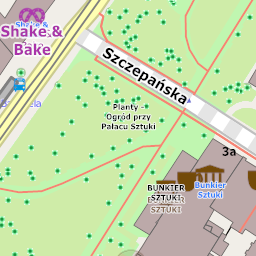 Shake &
Bake
Szczepańska
Planty -
Ogród przy
Pałacu Sztuki
3a
BUNKIER
SZTUKI
Bunkier
Sztuki